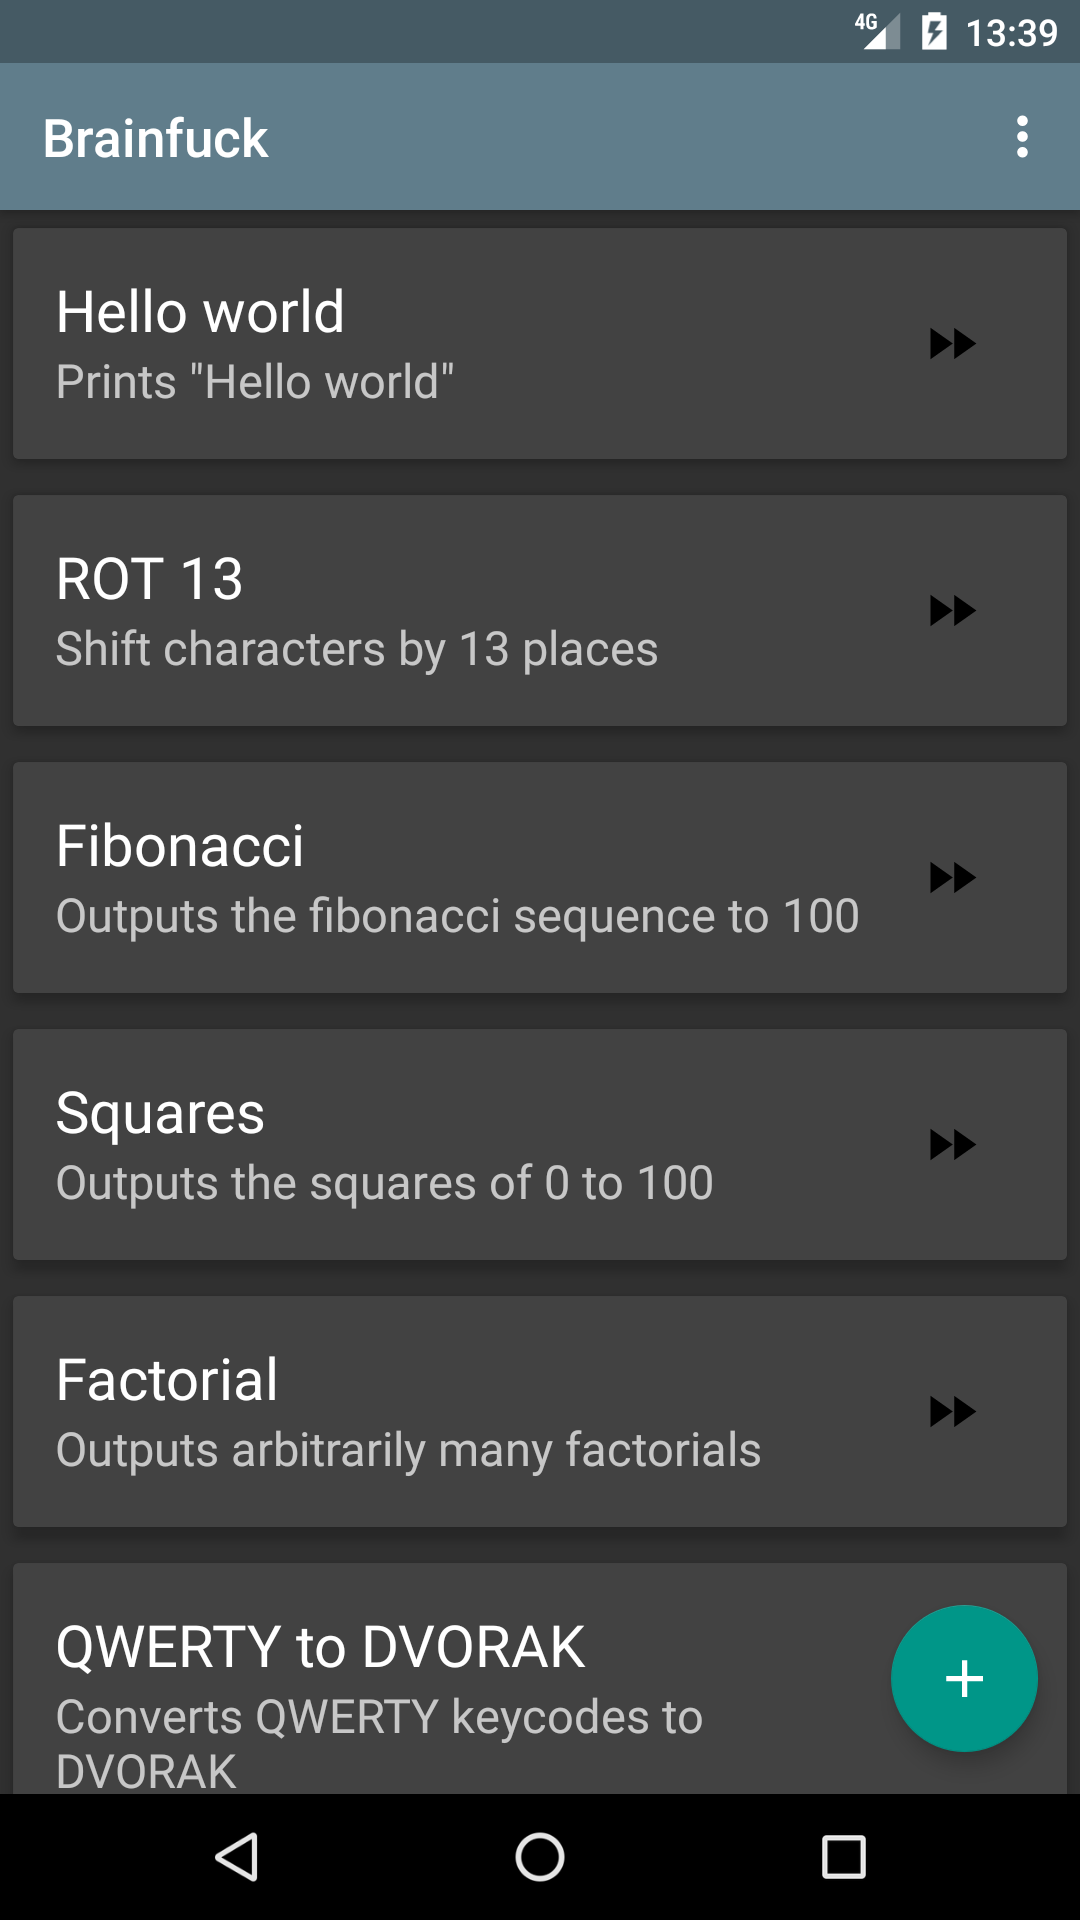 4G 13:39
Brainfuck
Hello world
Prints "Hello world"
ROT 13
Shift characters by 13 places
Fibonacci
Outputs the fibonacci sequence to 100
Squares
Outputs the squares of 0 to 100
Factorial
Outputs arbitrarily many factorials
QWERTY to DVORAK
Converts QWERTY keycodes to
DVORAK